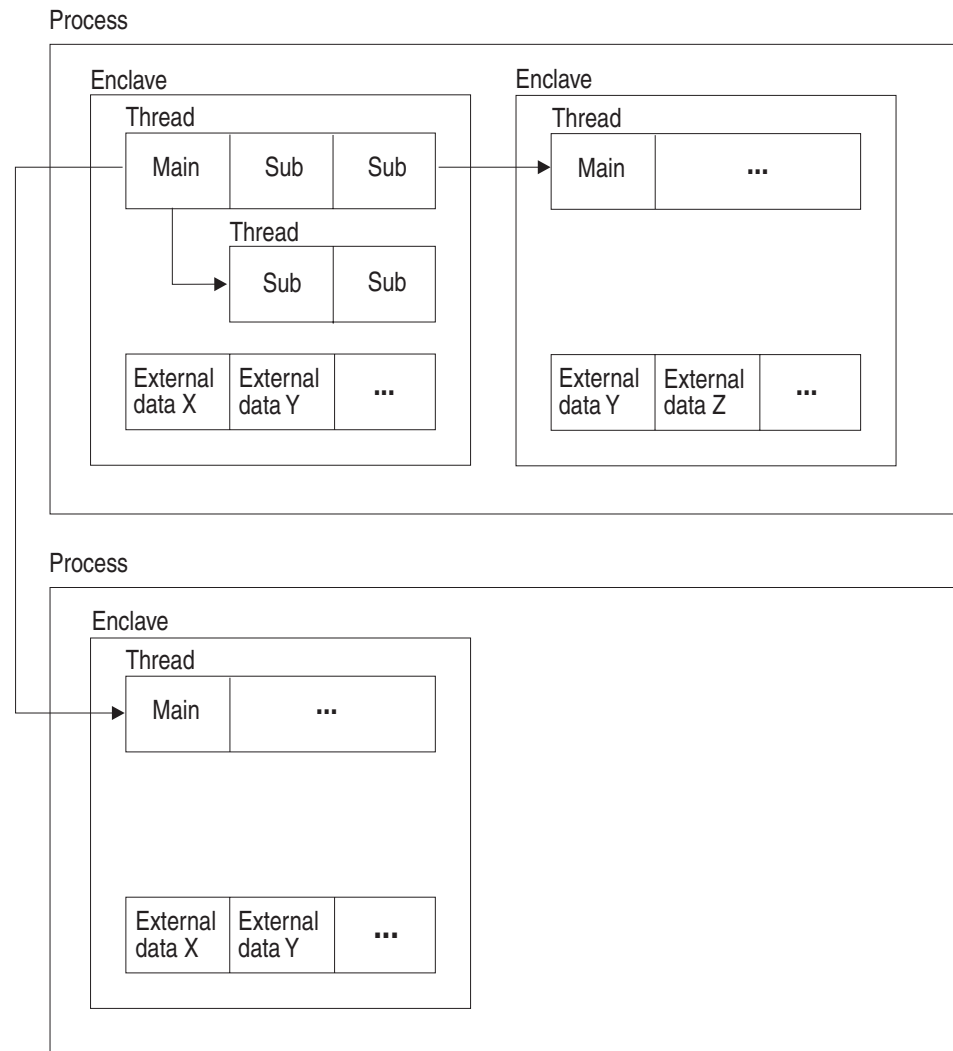 Process
Enclave
Enclave
Thread
Thread
Main Sub Sub
Main ...
Thread
Sub Sub
External
data X
External
data Y
...
External
data Y
External
data Z
...
Process
Enclave
Thread
Main ...
External
data X
External
data Y
...